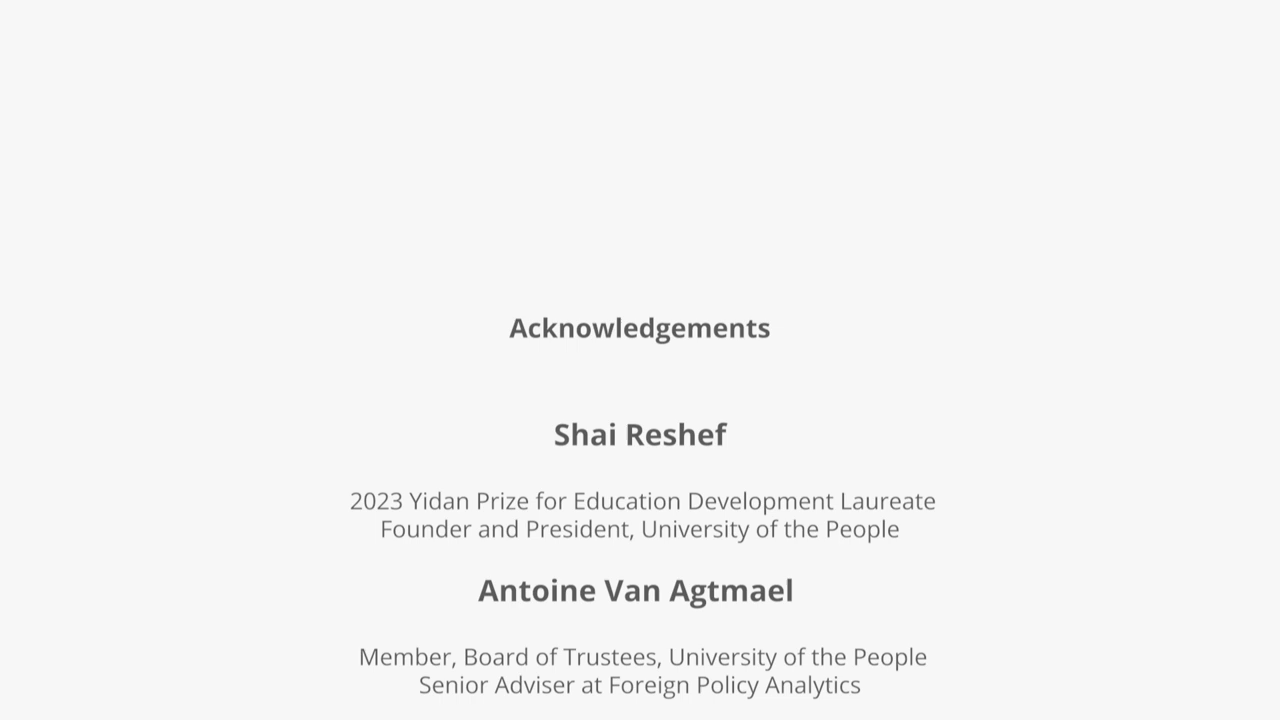 Acknowledgements
Shai Reshef
2023 Yidan Prize for Education Development Laureate
Founder and President, University of the People
Antoine Van Agtmael
Member, Board of Trustees, University of the People
Senior Adviser at Foreign Policy Analytics